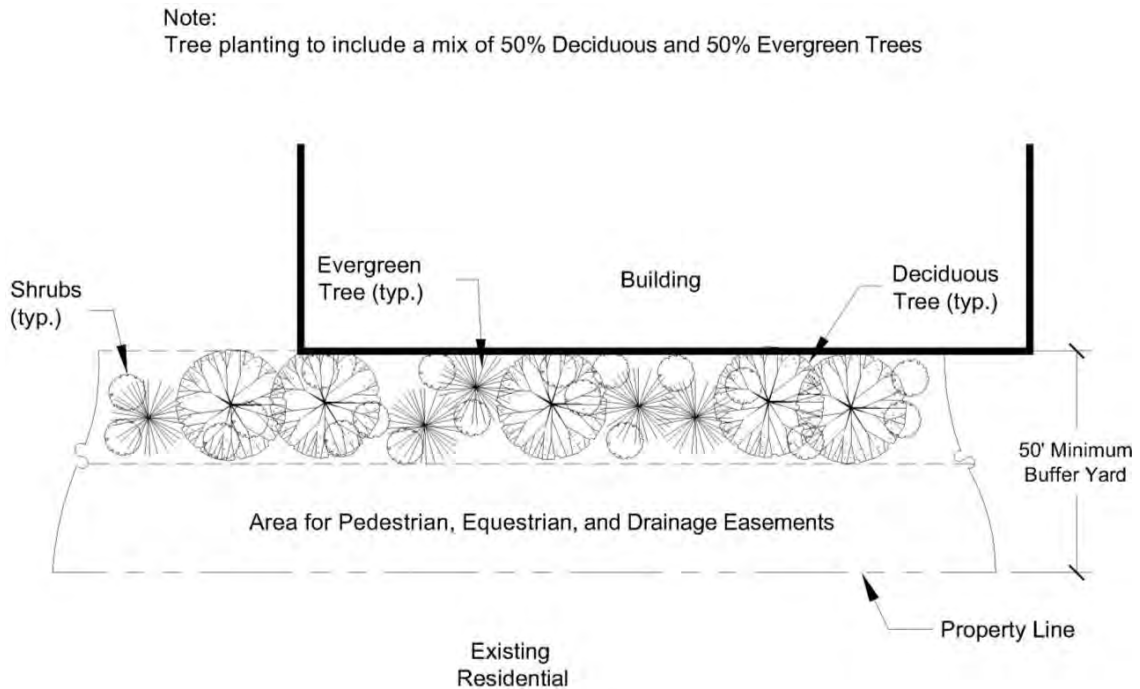 Note:
Tree planting to include a mix of 50% Deciduous and 50% Evergreen Trees
Evergreen
Tree (typ.)
Building
Deciduous
Tree (typ.)
Shrubs
(typ.)
50' Minimum
Buffer Yard
Area for Pedestrian, Equestrian, and Drainage Easements
Property Line
Existing
Residential